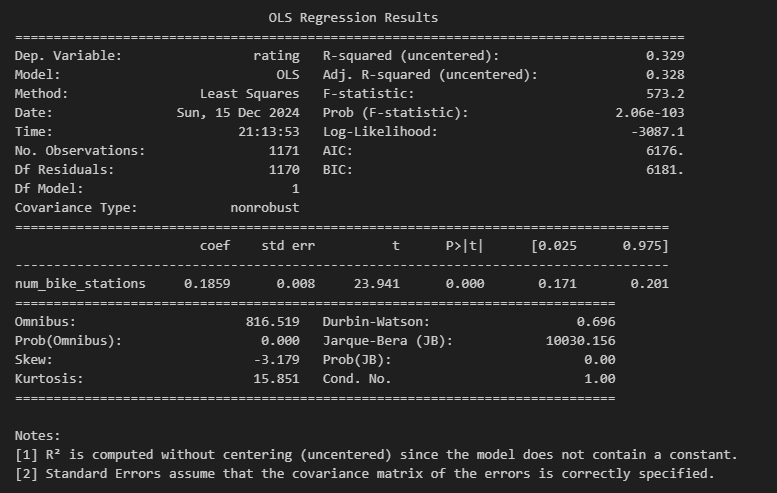 OLS Regression Results
==============================================================================
Dep. Variable: rating R-squared (uncentered): 0.329
Model: OLS Adj. R-squared (uncentered): 0.328
Method: Least Squares F-statistic: 573.2
Date: Sun, 15 Dec 2024 Prob (F-statistic): 2.06e-103
Time: 21:13:53 Log-Likelihood: -3087.1
No. Observations: 1171 AIC: 6176.
Df Residuals: 1170 BIC: 6181.
Df Model: 1
Covariance Type: nonrobust
==============================================================================
coef std err t P>|t| [0.025 0.975]
------------------------------------------------------------------------------
num_bike_stations 0.1859 0.008 23.941 0.000 0.171 0.201
==============================================================================
Omnibus: 816.519 Durbin-Watson: 0.696
Prob(Omnibus): 0.000 Jarque-Bera (JB): 10030.156
Skew: -3.179 Prob(JB): 0.00
Kurtosis: 15.851 Cond. No. 1.00
==============================================================================
Notes:
[1] R² is computed without centering (uncentered) since the model does not contain a constant.
[2] Standard Errors assume that the covariance matrix of the errors is correctly specified.